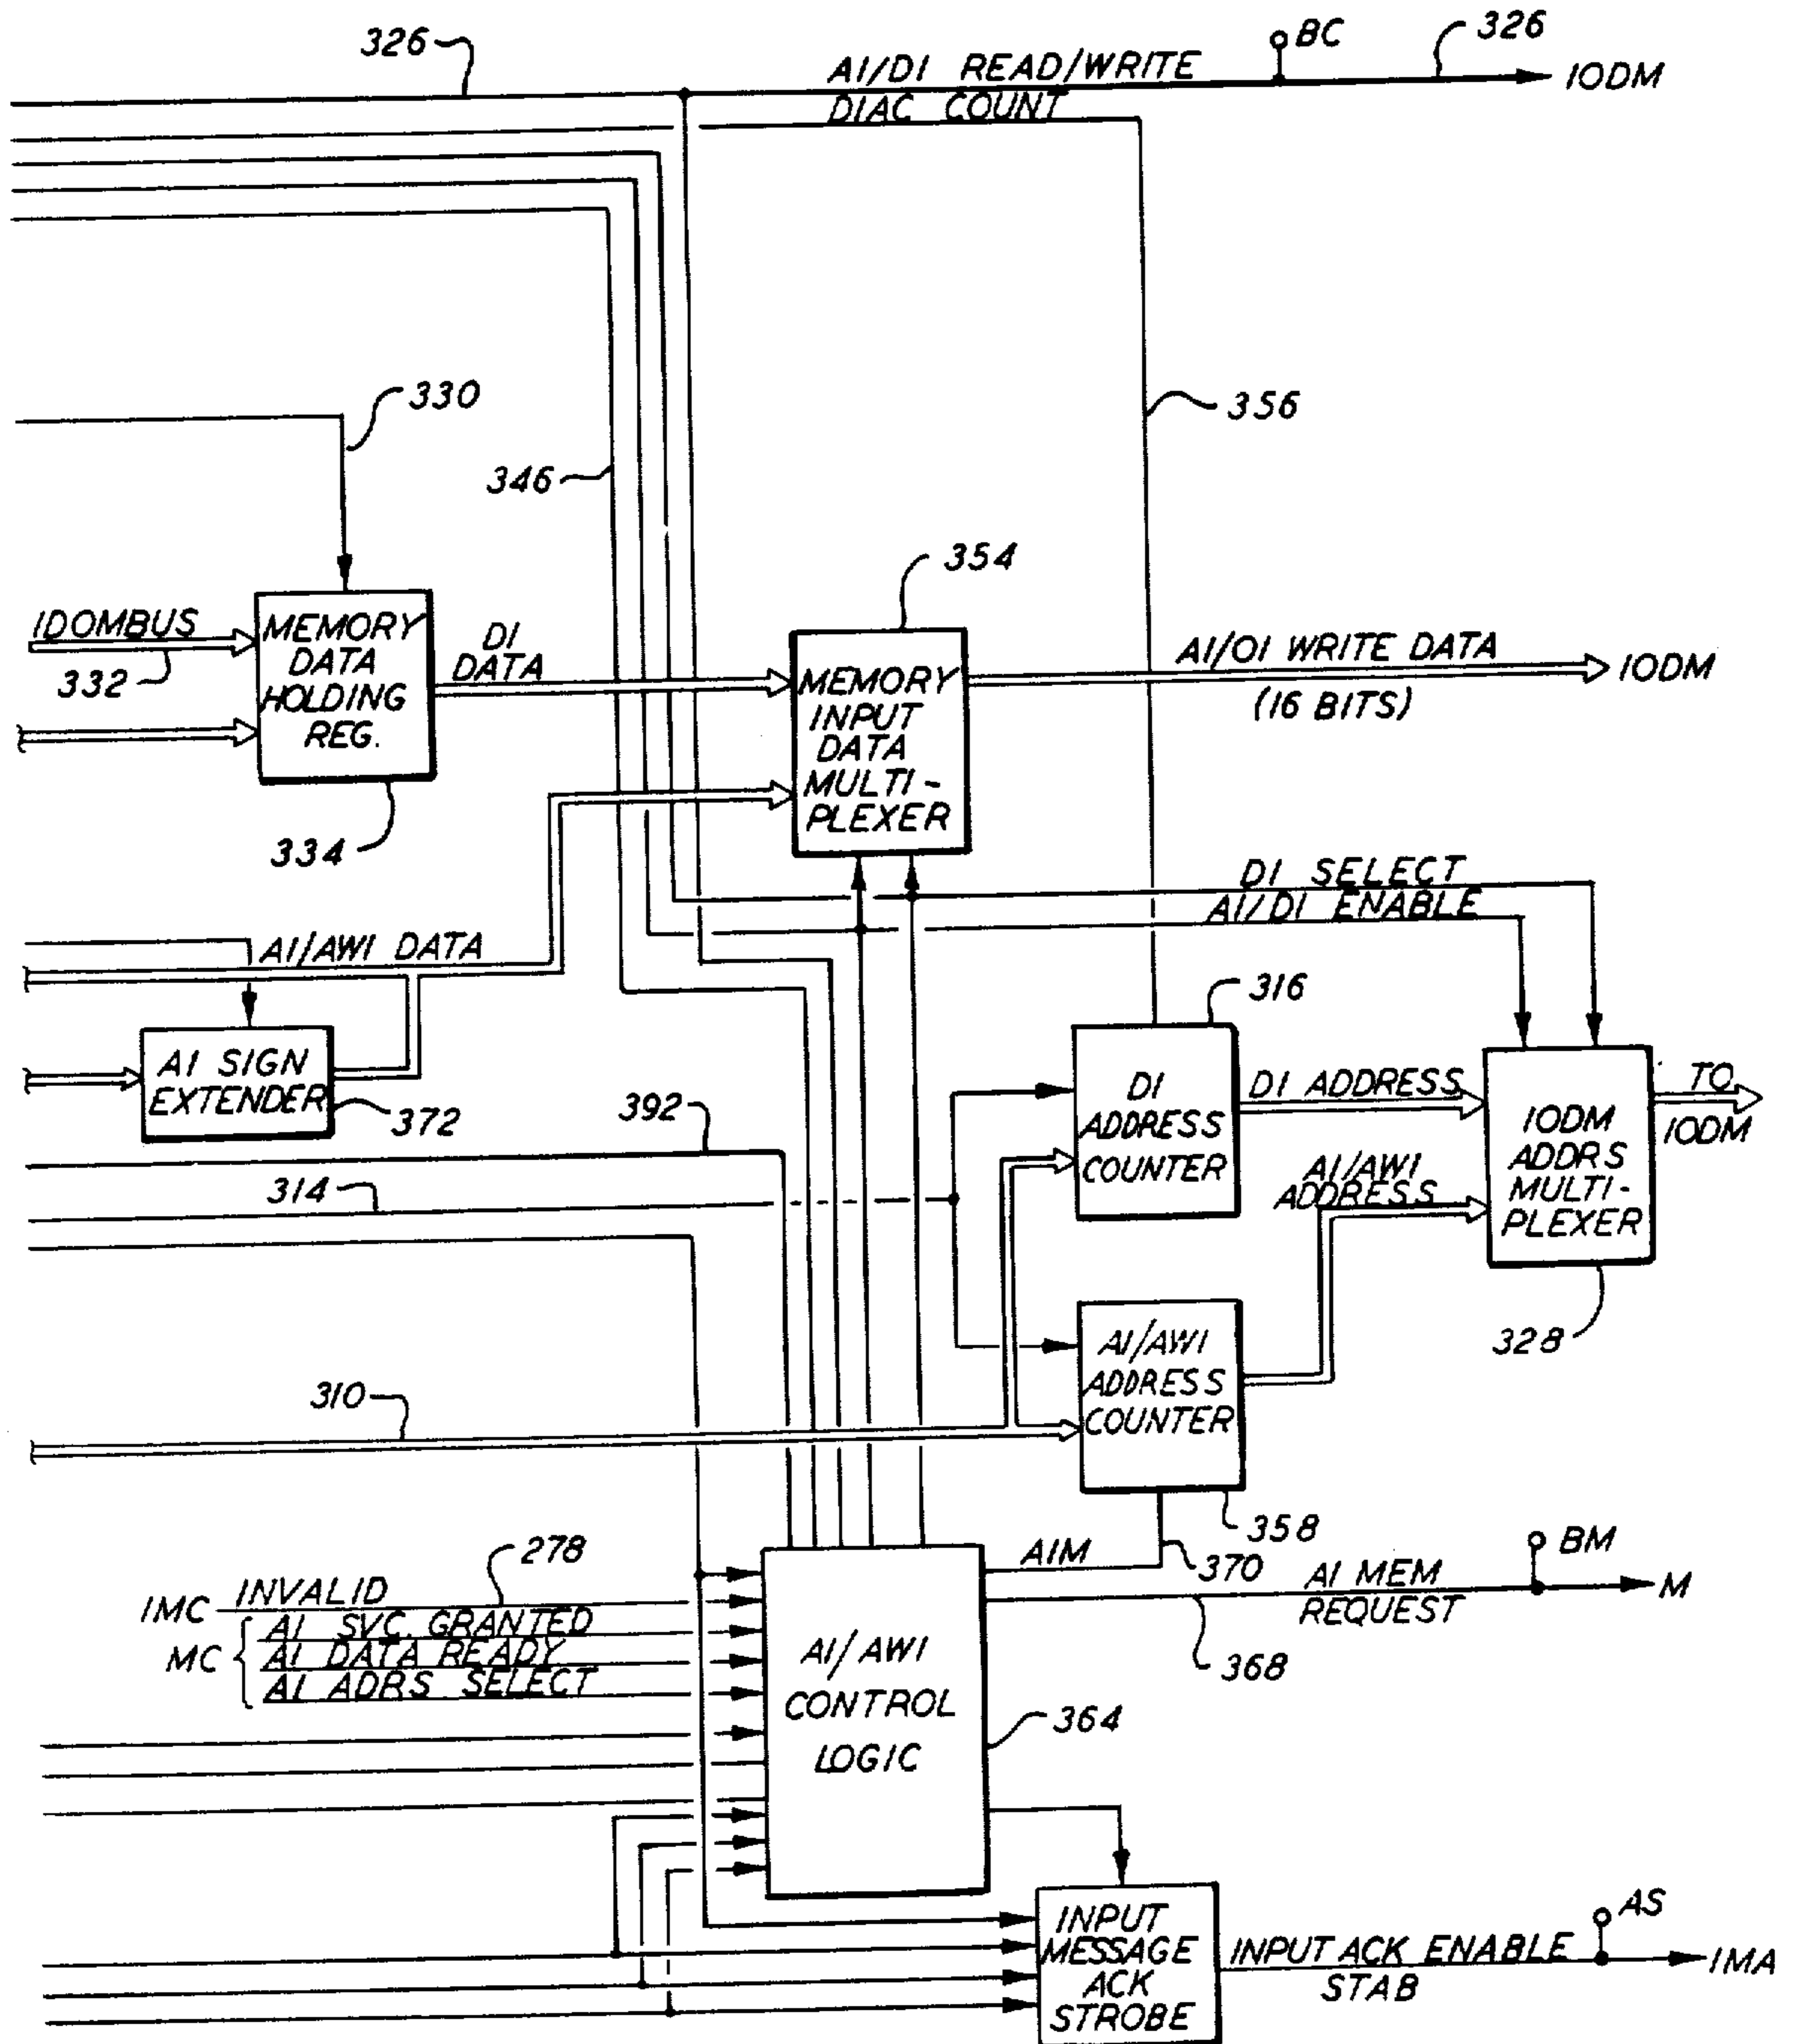 326
BC
326
AI/DI READ/WRITE
IODM
DIAC COUNT
330
356
346
354
IDOMBUS
332
MEMORY
DATA
HOLDING
REG.
DI
DATA
334
MEMORY
INPUT
DATA
MULTI-
PLEXER
AI/OI WRITE DATA
(16 BITS)
IODM
DI SELECT
AI/DI ENABLE
AI/AWI DATA
316
AI SIGN
EXTENDER
372
DI
ADDRESS
COUNTER
DI ADDRESS
IODM
ADDRS
MULTI-
PLEXER
TO
IODM
392
314
AI/AWI
ADDRESS
328
AI/AWI
ADDRESS
COUNTER
310
358
278
AIM
370
BM
IMC
INVALID
AI MEM
REQUEST
M
MC
AI SVC. GRANTED
AI DATA READY
AI ADRS SELECT
368
AI/AWI
CONTROL
LOGIC
364
INPUT
MESSAGE
ACK
STROBE
INPUT ACK ENABLE
STAB
AS
IMA